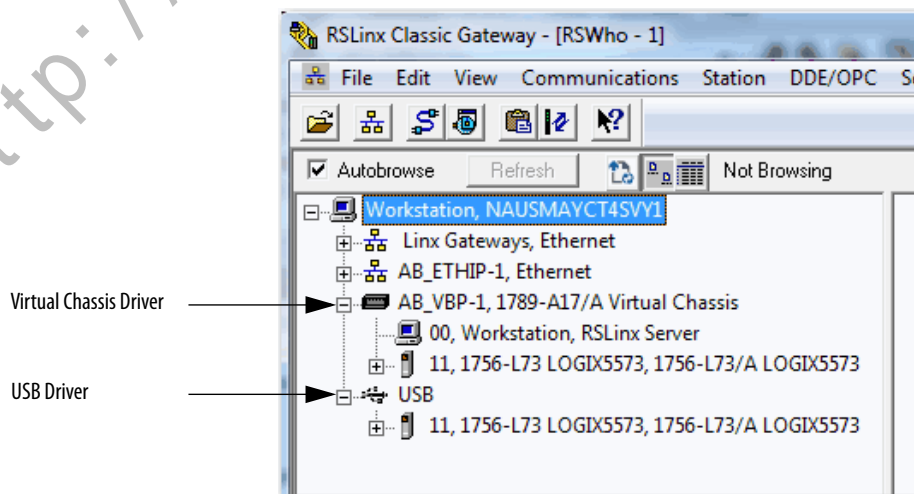 ttp://
RSLinx Classic Gateway - [RSWho - 1]
File Edit View Communications Station DDE/OPC
Autobrowse Refresh Not Browsing
Workstation, NAUSMAYCT4SVY1
Linx Gateways, Ethernet
AB_ETHIP-1, Ethernet
Virtual Chassis Driver
AB_VBP-1, 1789-A17/A Virtual Chassis
00, Workstation, RSLinx Server
11, 1756-L73 LOGIX5573, 1756-L73/A LOGIX5573
USB Driver
USB
11, 1756-L73 LOGIX5573, 1756-L73/A LOGIX5573